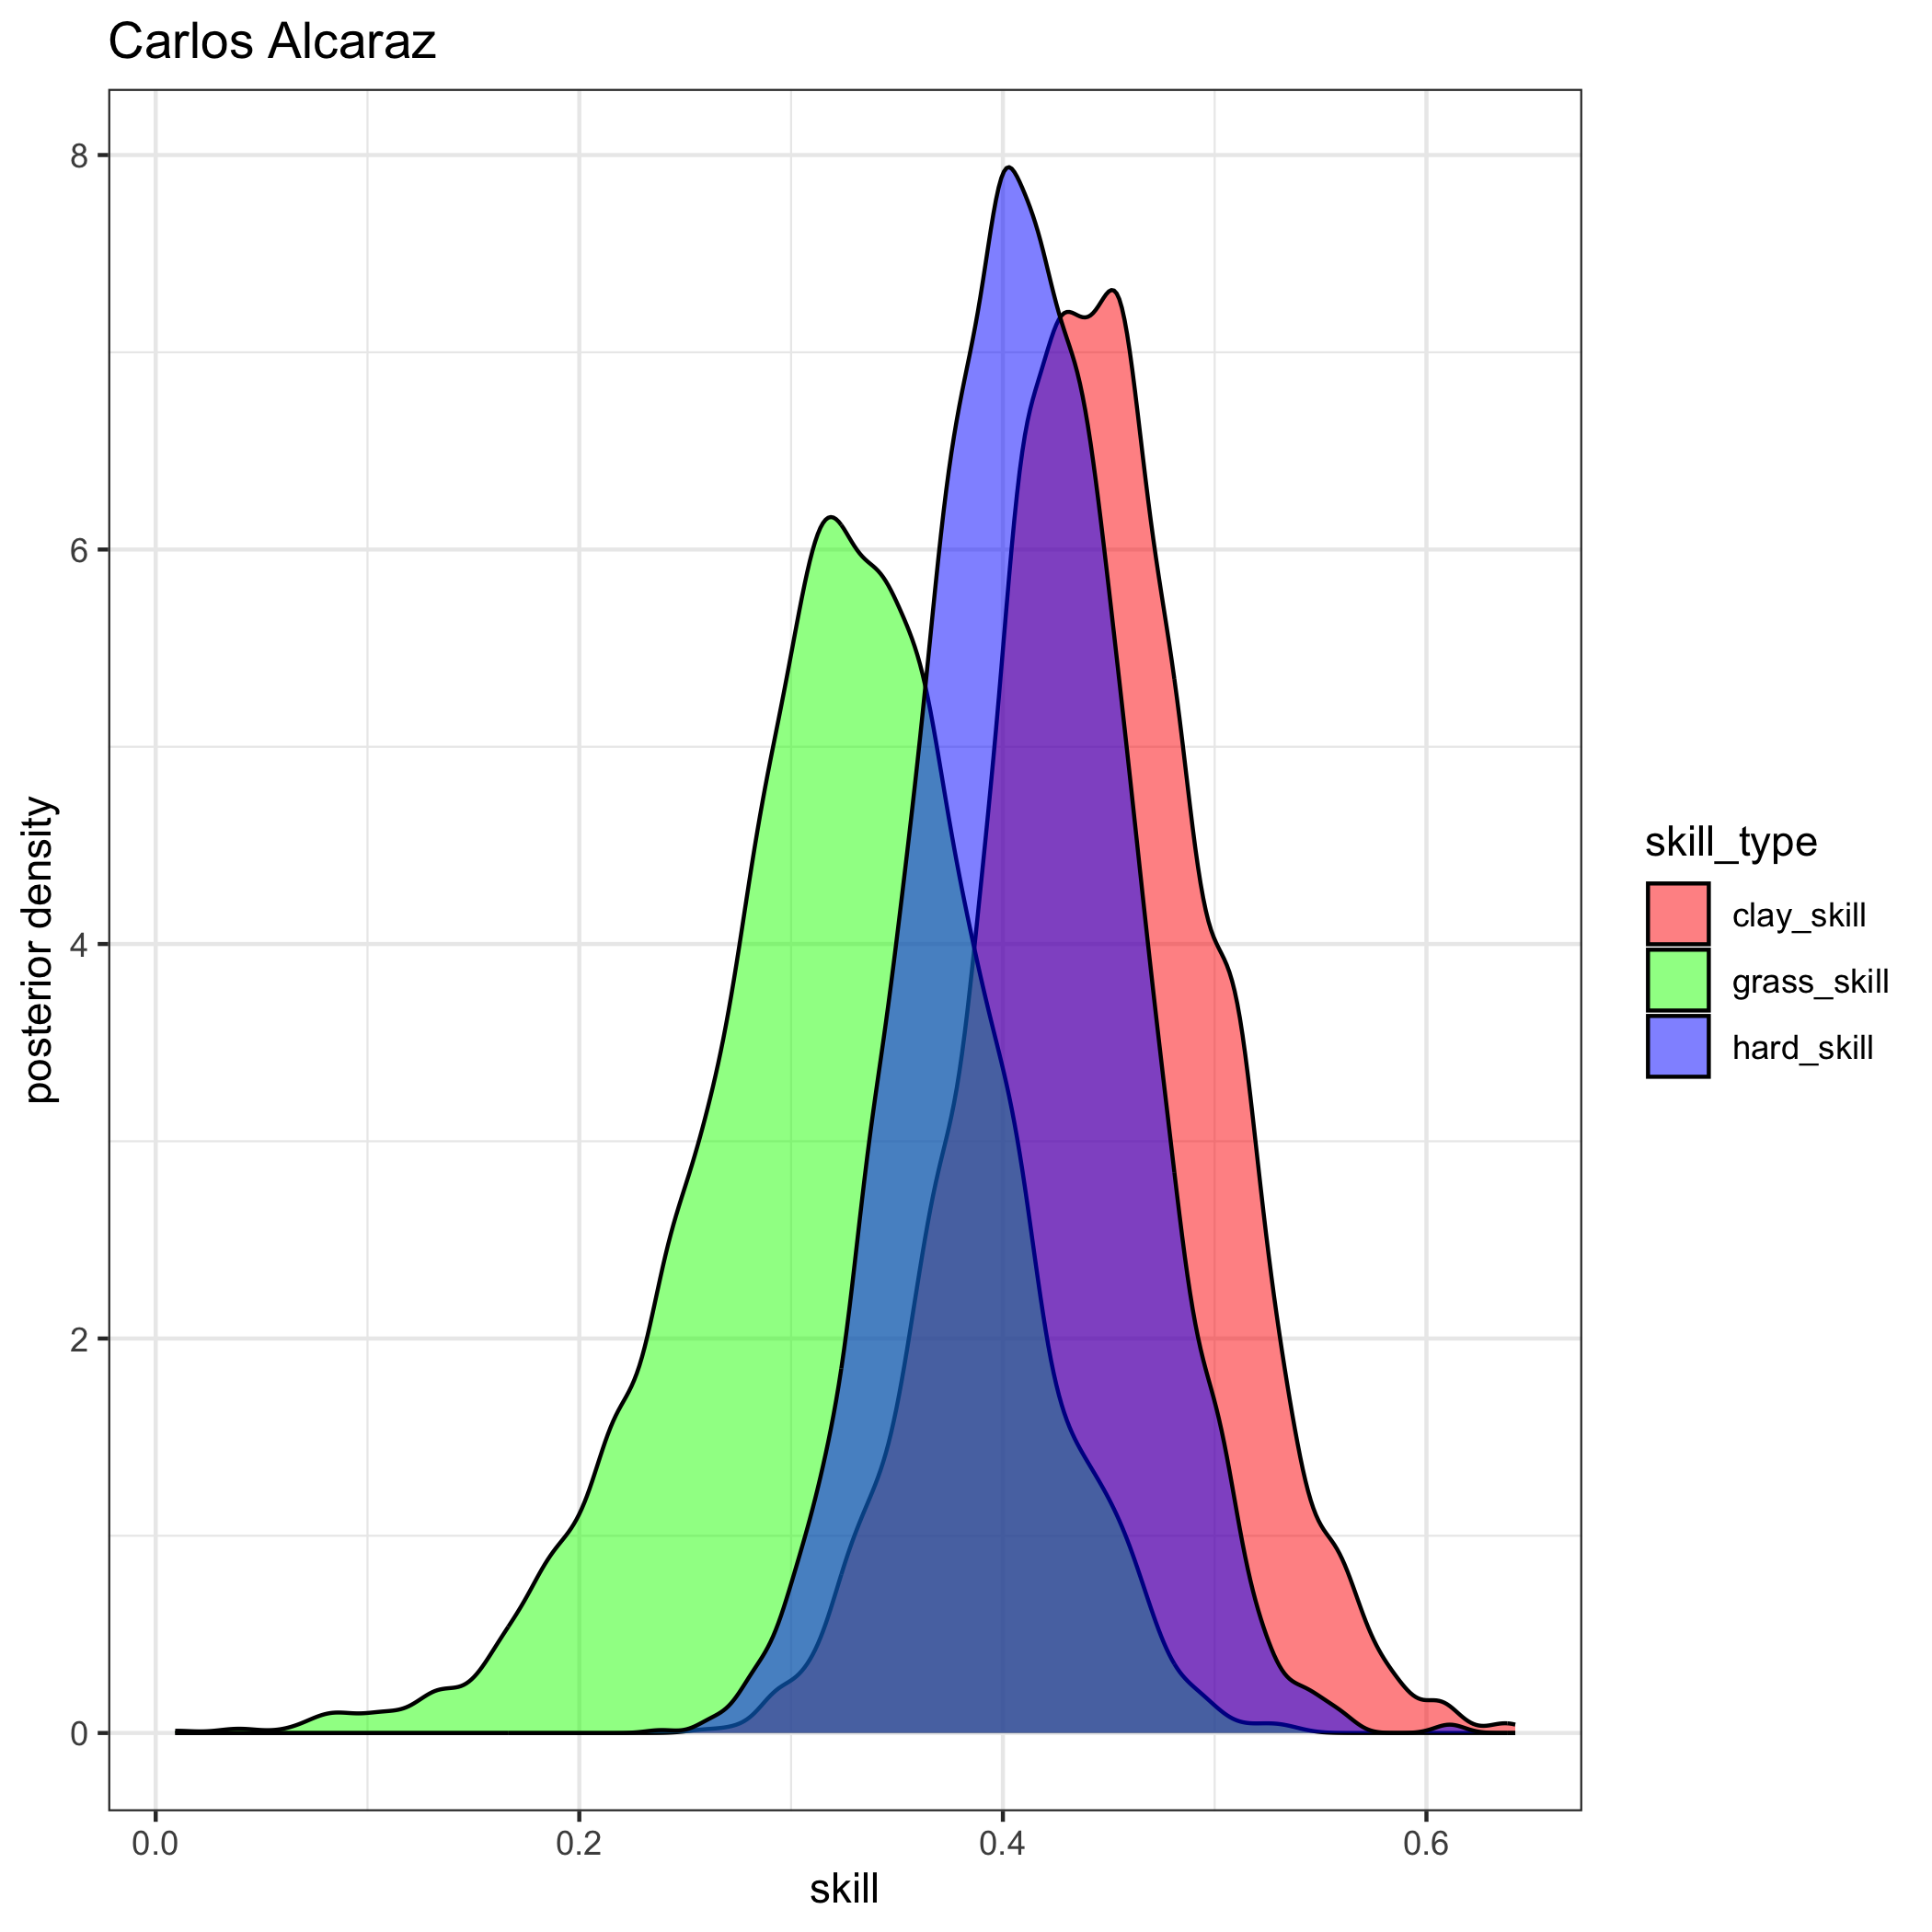 Carlos Alcaraz
8
6
4
2
0
posterior density
0.0 0.2 0.4 0.6
skill
skill_type
clay_skill
grass_skill
hard_skill